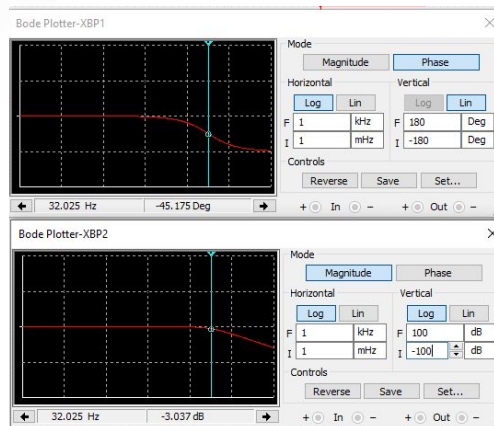 Bode Plotter-XBP1
Mode
Magnitude Phase
Horizontal Vertical
Log Lin Log Lin
F 1 kHz F 180 Deg
I 1 mHz I -180 Deg
Controls
Reverse Save Set...
32.025 Hz -45.175 Deg + In - + Out -
Bode Plotter-XBP2
Mode
Magnitude Phase
Horizontal Vertical
Log Lin Log Lin
F 1 kHz F 100 dB
I 1 mHz I -100 dB
Controls
Reverse Save Set...
32.025 Hz -3.037 dB + In - + Out -